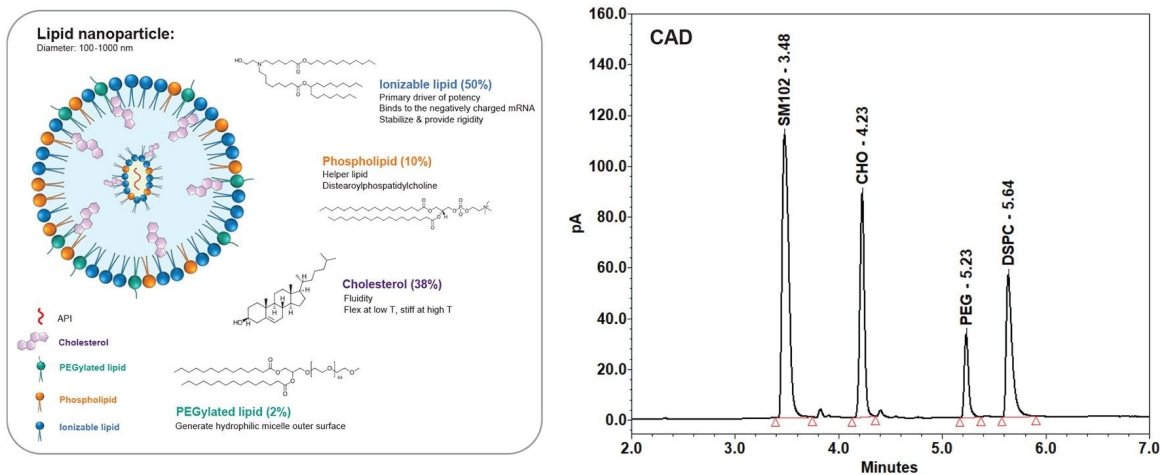 Lipid nanoparticle:
Diameter: 100-1000 nm
HO
N
O
O
O
O
Ionizable lipid (50%)
Primary driver of potency
Binds to the negatively charged mRNA
Stabilize & provide rigidity
Phospholipid (10%)
Helper lipid
Distearoylphospatidylcholine
Cholesterol (38%)
Fluidity
Flex at low T, stiff at high T
HO
H
H
H
H
API
Cholesterol
PEGylated lipid
Phospholipid
Ionizable lipid
O
O
O
O
O
O
O
44
PEGylated lipid (2%)
Generate hydrophilic micelle outer surface
CAD
160.0
140.0
120.0
100.0
80.0
60.0
40.0
20.0
0.0
pA
SM102 - 3.48
CHO - 4.23
PEG - 5.23
DSPC - 5.64
2.0 3.0 4.0 5.0 6.0 7.0
Minutes